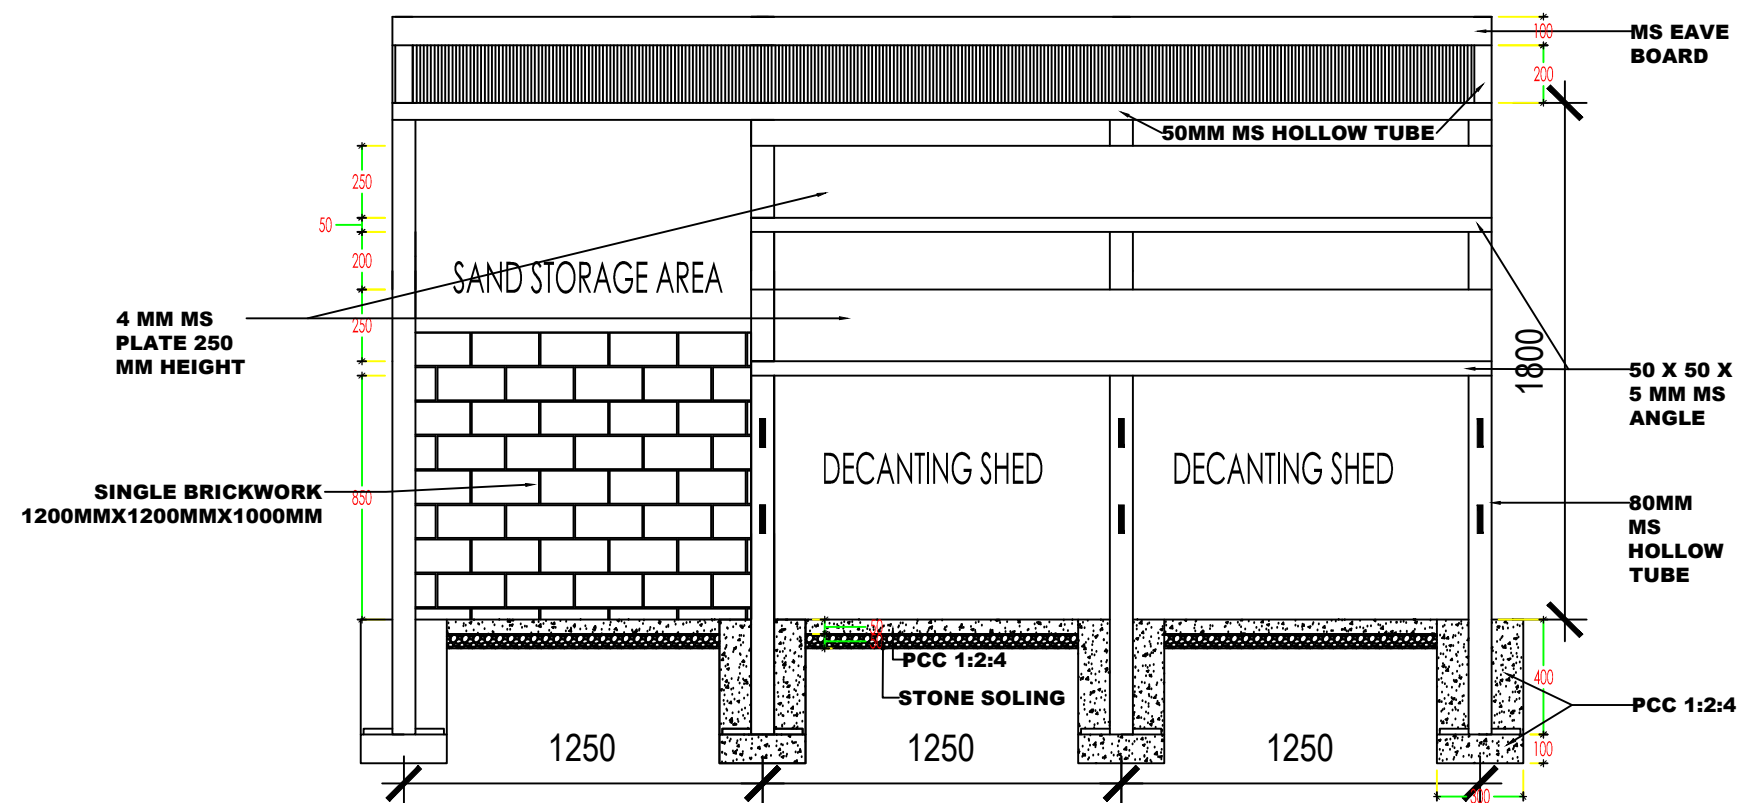 100
MS EAVE
BOARD
200
50MM MS HOLLOW TUBE
250
50
200
SAND STORAGE AREA
4 MM MS
PLATE 250
MM HEIGHT
250
1800
50 X 50 X
5 MM MS
ANGLE
DECANTING SHED
DECANTING SHED
SINGLE BRICKWORK
1200MMX1200MMX1000MM
850
80MM
MS
HOLLOW
TUBE
PCC 1:2:4
STONE SOLING
400
PCC 1:2:4
1250
1250
1250
100
300